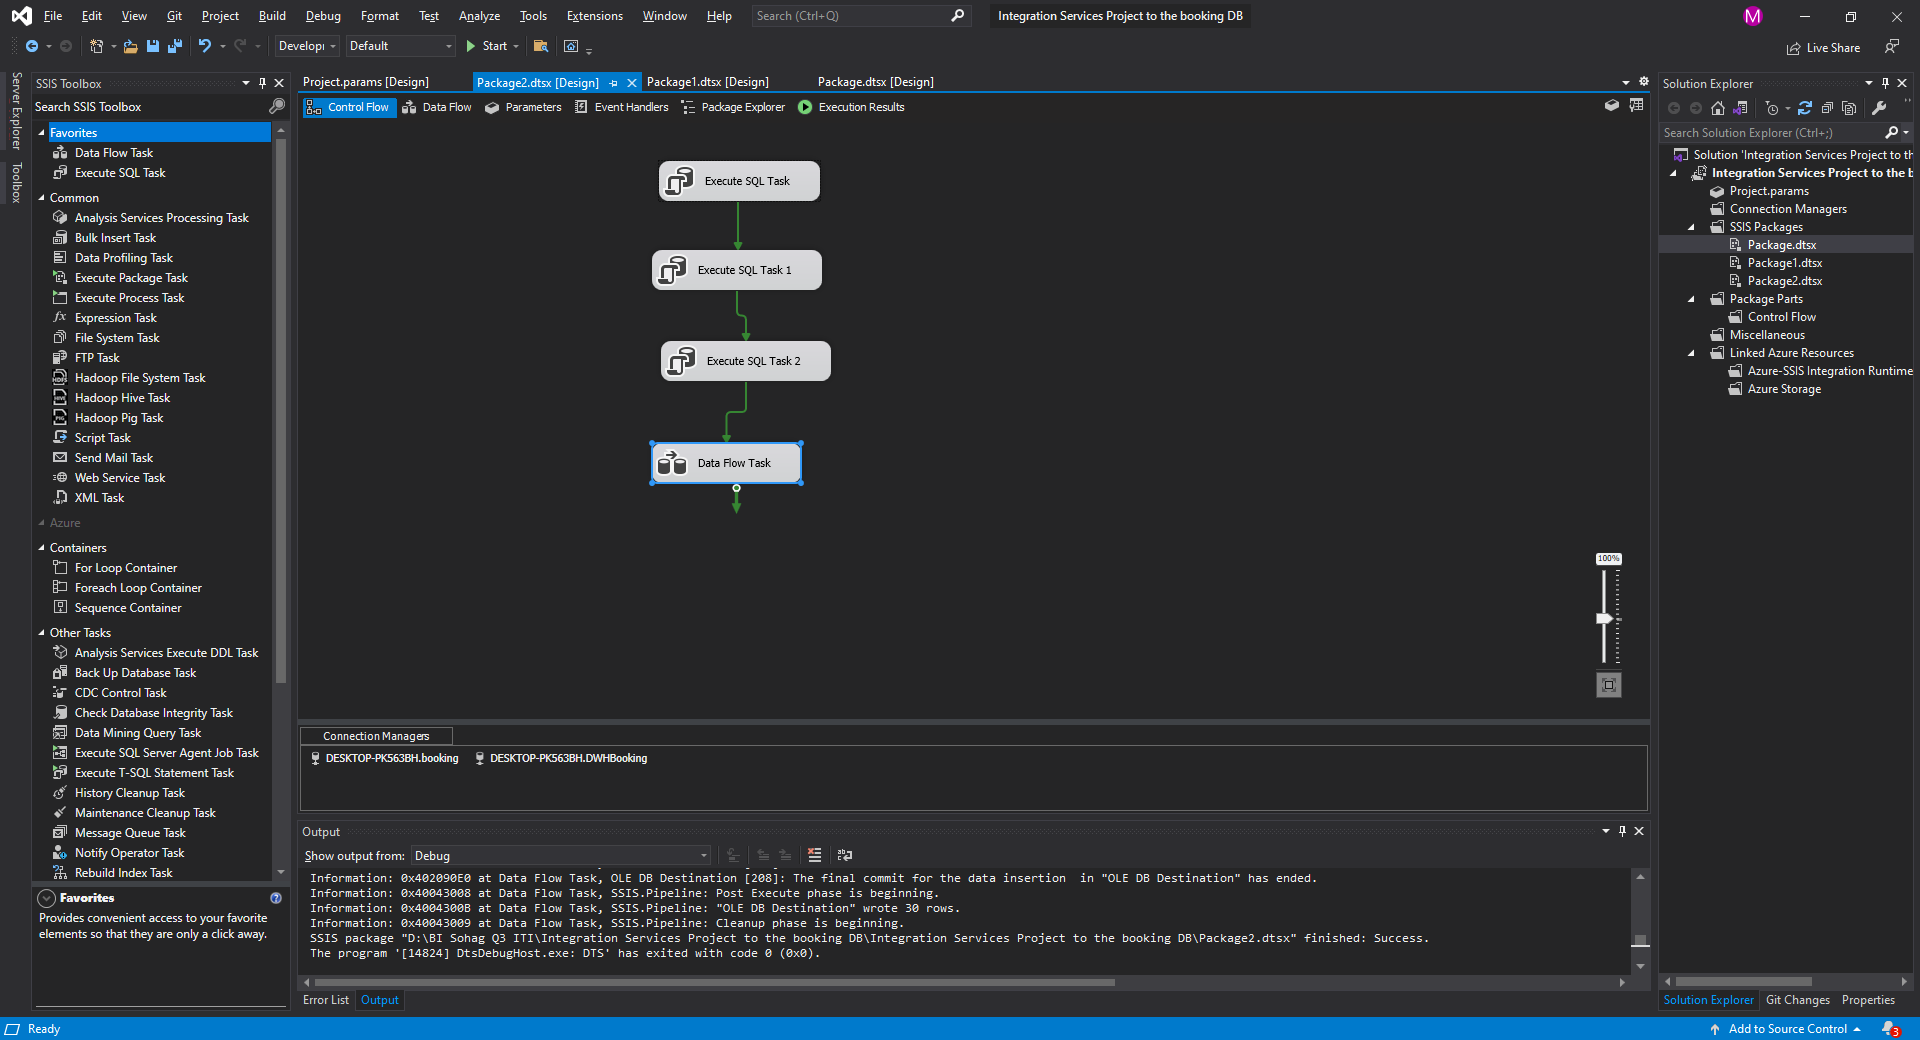 File Edit View Git Project Build Debug Format Test Analyze Tools Extensions Window Help Search (Ctrl+Q) Integration Services Project to the booking DB M
Developi Default Start Live Share
Server Explorer
Toolbox
SSIS Toolbox
Search SSIS Toolbox
Favorites
Data Flow Task
Execute SQL Task
Common
Analysis Services Processing Task
Bulk Insert Task
Data Profiling Task
Execute Package Task
Execute Process Task
Expression Task
File System Task
FTP Task
Hadoop File System Task
Hadoop Hive Task
Hadoop Pig Task
Script Task
Send Mail Task
Web Service Task
XML Task
Azure
Containers
For Loop Container
Foreach Loop Container
Sequence Container
Other Tasks
Analysis Services Execute DDL Task
Back Up Database Task
CDC Control Task
Check Database Integrity Task
Data Mining Query Task
Execute SQL Server Agent Job Task
Execute T-SQL Statement Task
History Cleanup Task
Maintenance Cleanup Task
Message Queue Task
Notify Operator Task
Rebuild Index Task
Favorites
Provides convenient access to your favorite
elements so that they are only a click away.
Project.params [Design] Package2.dtsx [Design] Package1.dtsx [Design] Package.dtsx [Design]
Control Flow Data Flow Parameters Event Handlers Package Explorer Execution Results
Execute SQL Task
Execute SQL Task 1
Execute SQL Task 2
Data Flow Task
100%
Connection Managers
DESKTOP-PK563BH.booking DESKTOP-PK563BH.DWHBooking
Output
Show output from: Debug
Information: 0x402090E0 at Data Flow Task, OLE DB Destination [208]: The final commit for the data insertion  in "OLE DB Destination" has ended.
Information: 0x40043008 at Data Flow Task, SSIS.Pipeline: Post Execute phase is beginning.
Information: 0x4004300B at Data Flow Task, SSIS.Pipeline: "OLE DB Destination" wrote 30 rows.
Information: 0x40043009 at Data Flow Task, SSIS.Pipeline: Cleanup phase is beginning.
SSIS package "D:\BI Sohag Q3 ITI\Integration Services Project to the booking DB\Integration Services Project to the booking DB\Package2.dtsx" finished: Success.
The program '[14824] DtsDebugHost.exe: DTS' has exited with code 0 (0x0).
Error List Output
Solution Explorer
Search Solution Explorer (Ctrl+;)
Solution 'Integration Services Project to th
Integration Services Project to the b
Project.params
Connection Managers
SSIS Packages
Package.dtsx
Package1.dtsx
Package2.dtsx
Package Parts
Control Flow
Miscellaneous
Linked Azure Resources
Azure-SSIS Integration Runtime
Azure Storage
Solution Explorer Git Changes Properties
Ready Add to Source Control 3